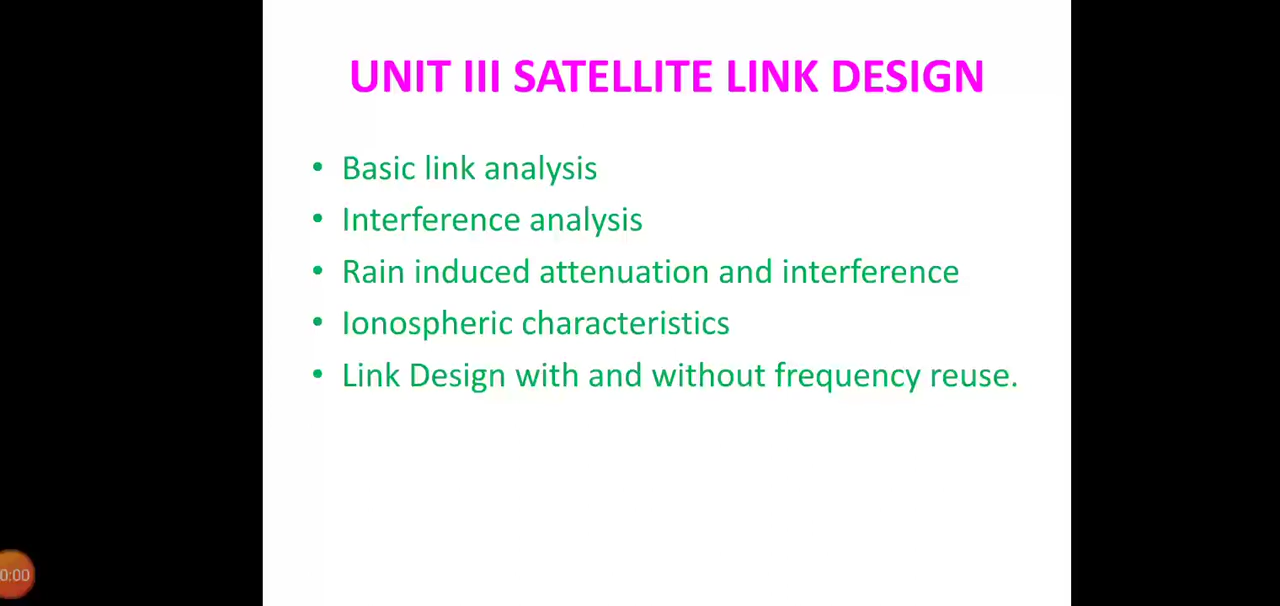 UNIT III SATELLITE LINK DESIGN
• Basic link analysis
• Interference analysis
• Rain induced attenuation and interference
• Ionospheric characteristics
• Link Design with and without frequency reuse.
0:00